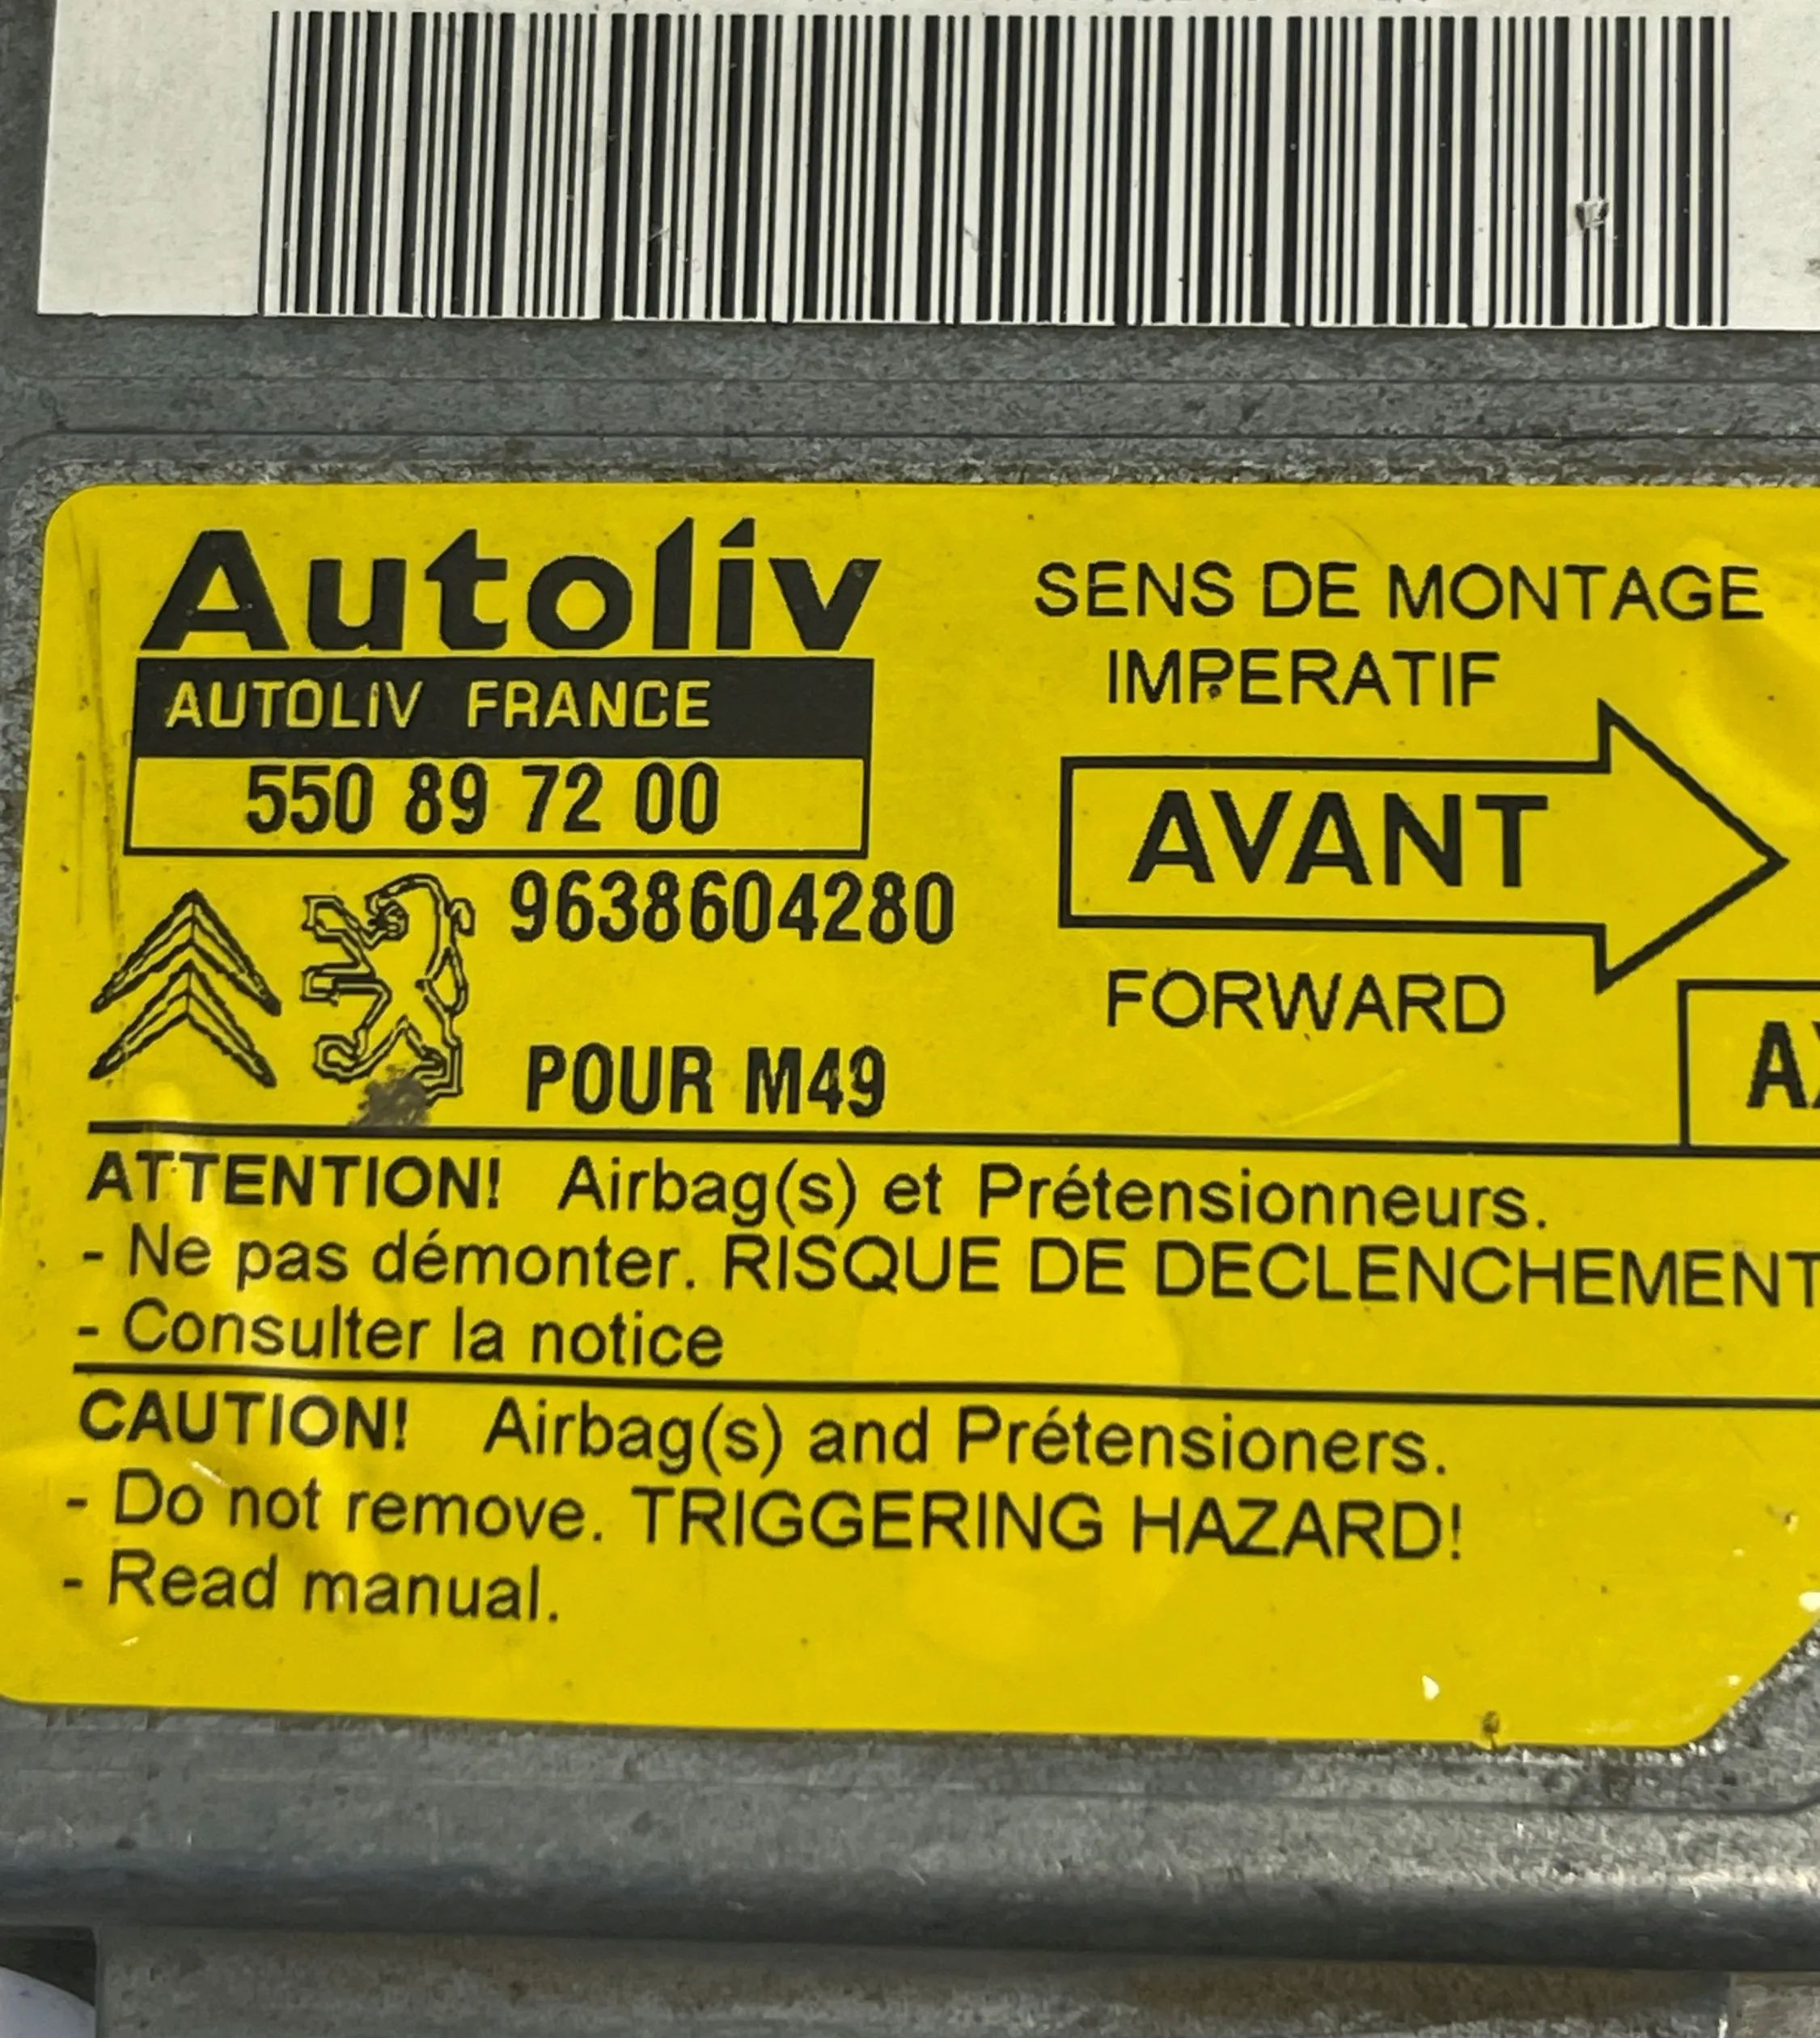 Autoliv
AUTOLIV FRANCE
550 89 72 00
9638604280
POUR M49
SENS DE MONTAGE
IMPERATIF
AVANT
FORWARD
ATTENTION! Airbag(s) et Prétensionneurs.
- Ne pas démonter. RISQUE DE DECLENCHEMENT
- Consulter la notice
CAUTION! Airbag(s) and Prétensioners.
- Do not remove. TRIGGERING HAZARD!
- Read manual.